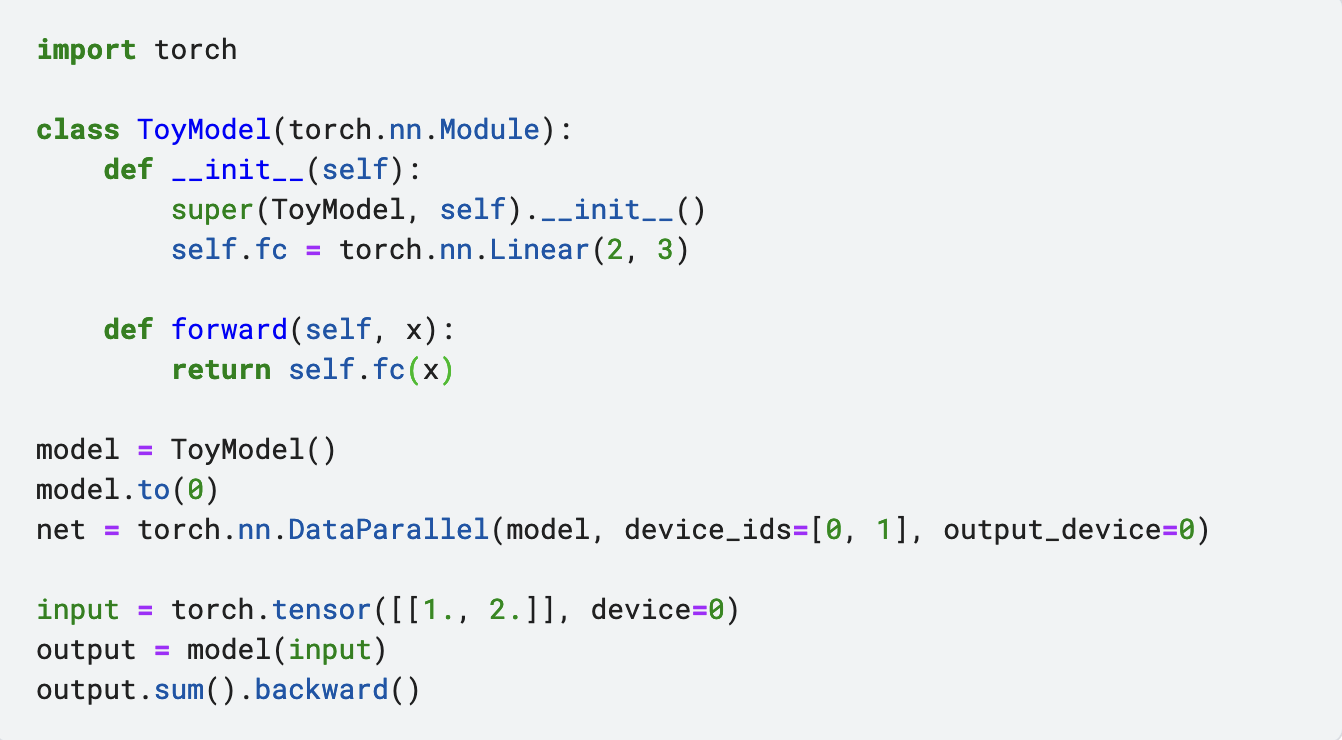 import torch

class ToyModel(torch.nn.Module):
    def __init__(self):
        super(ToyModel, self).__init__()
        self.fc = torch.nn.Linear(2, 3)

    def forward(self, x):
        return self.fc(x)

model = ToyModel()
model.to(0)
net = torch.nn.DataParallel(model, device_ids=[0, 1], output_device=0)

input = torch.tensor([[1., 2.]], device=0)
output = model(input)
output.sum().backward()